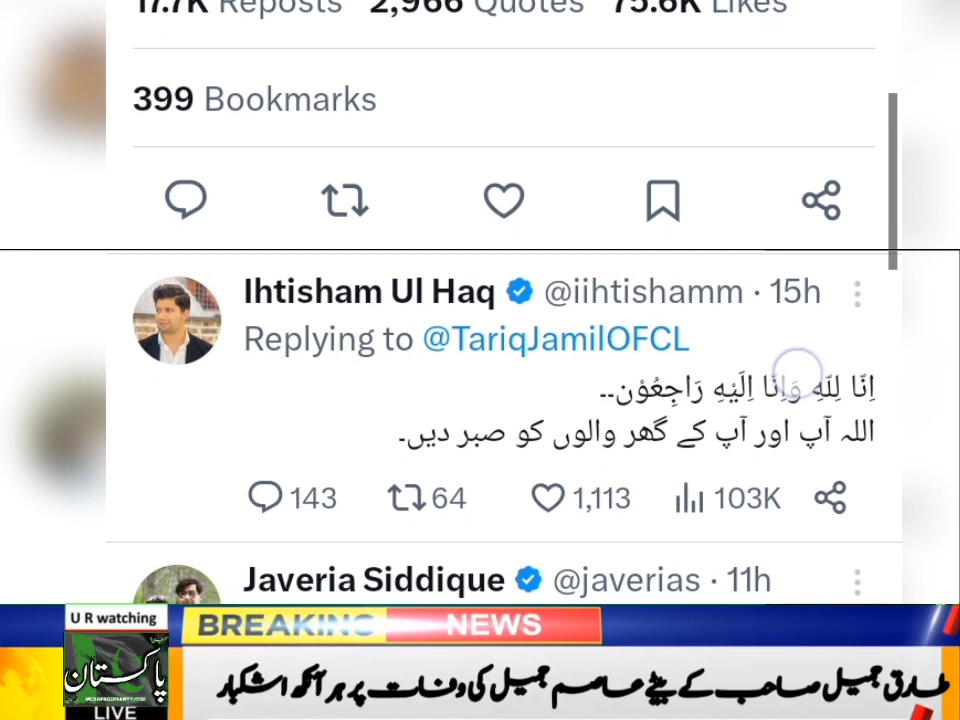 17.7K Reposts 2,966 Quotes 75.6K Likes
399 Bookmarks
Ihtisham Ul Haq @iihtishamm · 15h
Replying to @TariqJamilOFCL
اِنّا لِلّٰهِ وَاِنَّا اِلَيْهِ رَاجِعُوْن۔۔
اللہ آپ اور آپ کے گھر والوں کو صبر دیں۔
143 64 1,113 103K
Javeria Siddique @javerias · 11h
U R watching
BREAKING NEWS
پاکستان
طارق جمیل صاحب کے بیٹے عاصم جمیل کی وفات پر ہر آنکھ اشکبار
LIVE